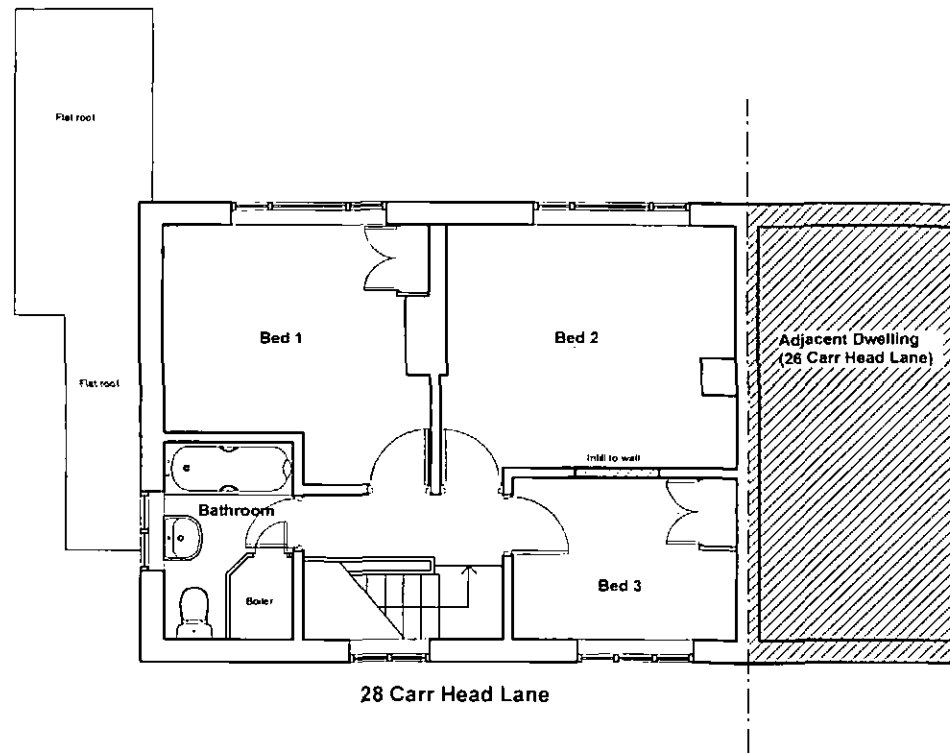 Flat roof
Bed 1
Bed 2
Adjacent Dwelling
(26 Carr Head Lane)
Flat roof
Infill to wall
Bathroom
Bed 3
Boiler
28 Carr Head Lane